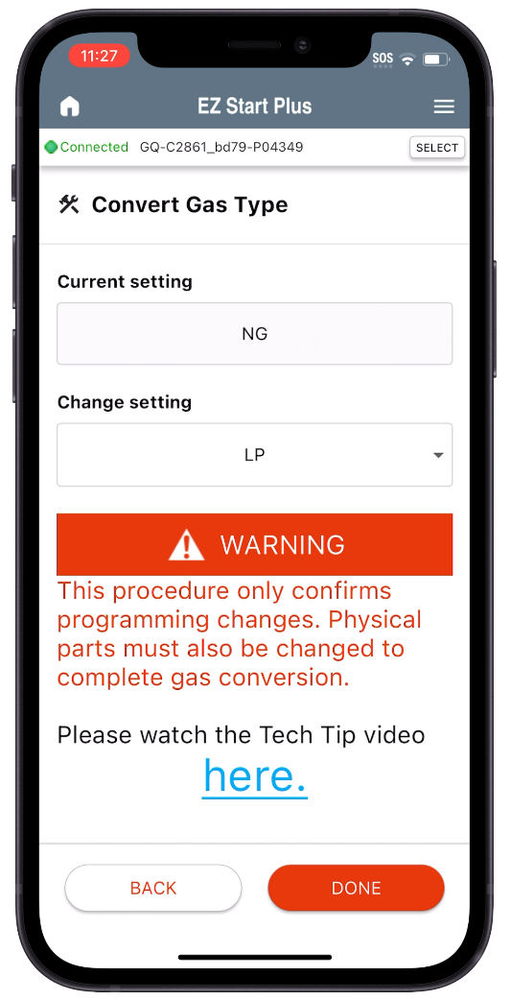 11:27
SOS
EZ Start Plus
Connected GQ-C2861_bd79-P04349 SELECT
Convert Gas Type
Current setting
NG
Change setting
LP
WARNING
This procedure only confirms
programming changes. Physical
parts must also be changed to
complete gas conversion.
Please watch the Tech Tip video
here.
BACK DONE